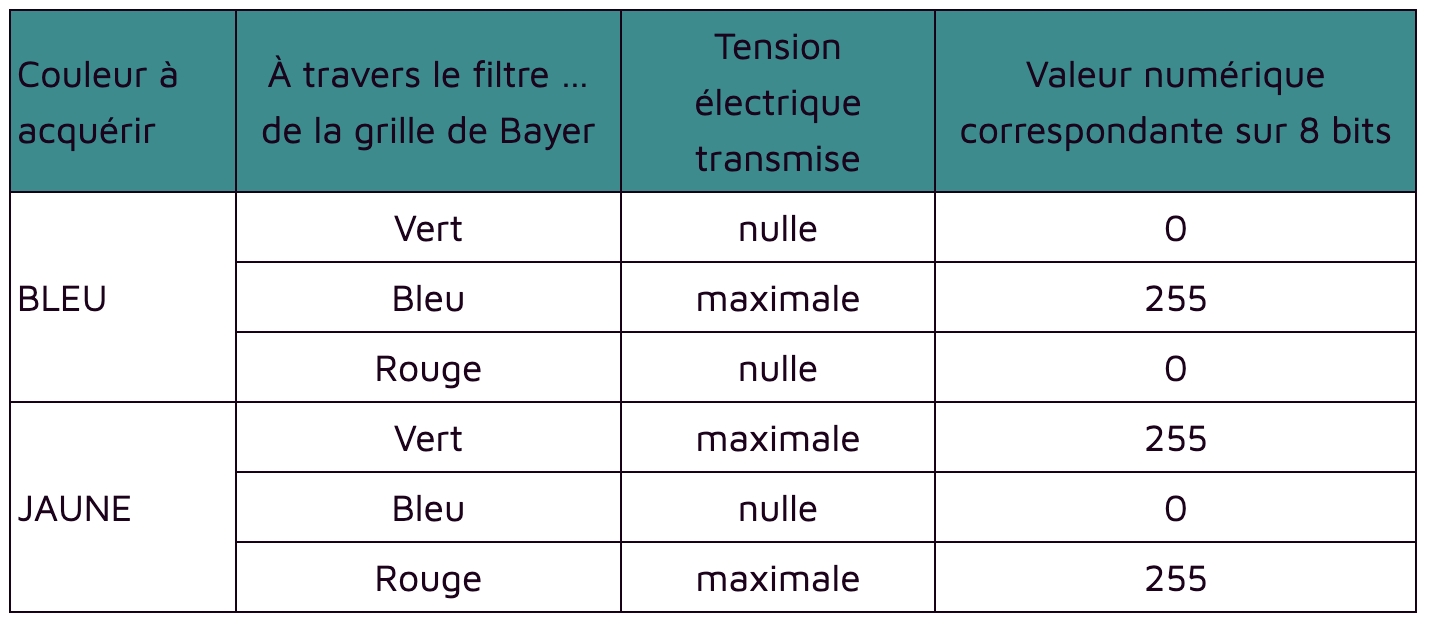 Couleur à
acquérir
À travers le filtre ...
de la grille de Bayer
Tension
électrique
transmise
Valeur numérique
correspondante sur 8 bits
BLEU
Vert
nulle
0
Bleu
maximale
255
Rouge
nulle
0
JAUNE
Vert
maximale
255
Bleu
nulle
0
Rouge
maximale
255